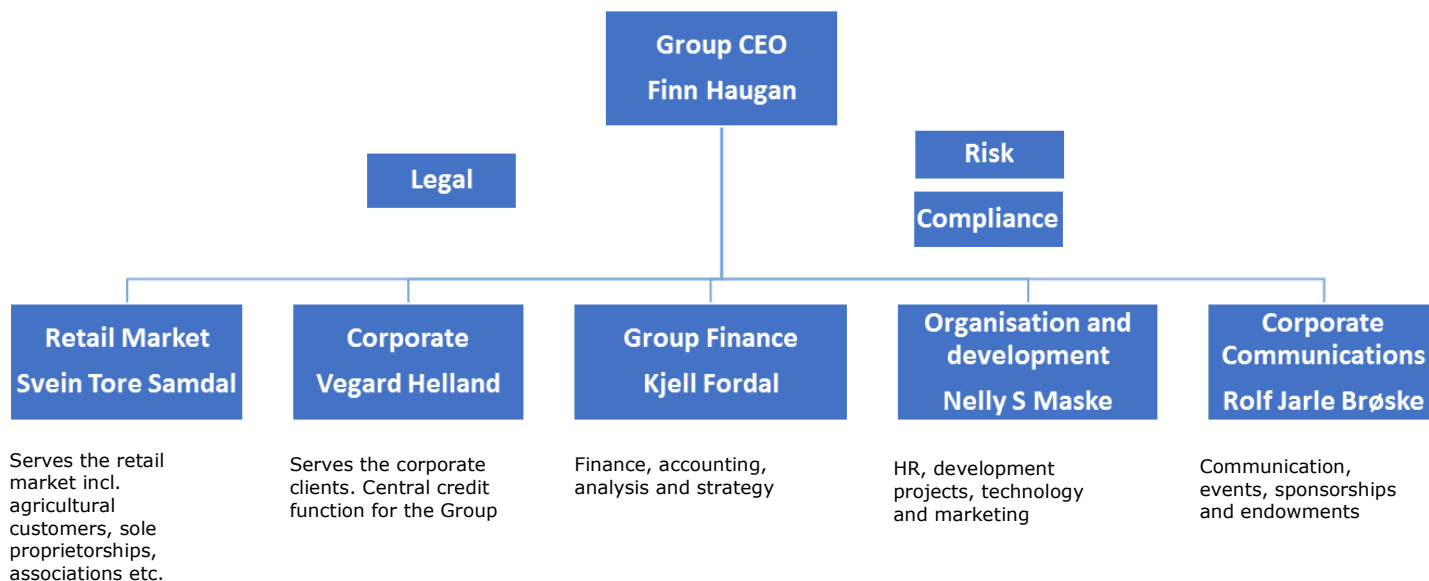 Group CEO
Finn Haugan
Legal
Risk
Compliance
Retail Market
Svein Tore Samdal
Corporate
Vegard Helland
Group Finance
Kjell Fordal
Organisation and
development
Nelly S Maske
Corporate
Communications
Rolf Jarle Brøske
Serves the retail
market incl.
agricultural
customers, sole
proprietorships,
associations etc.
Serves the corporate
clients. Central credit
function for the Group
Finance, accounting,
analysis and strategy
HR, development
projects, technology
and marketing
Communication,
events, sponsorships
and endowments